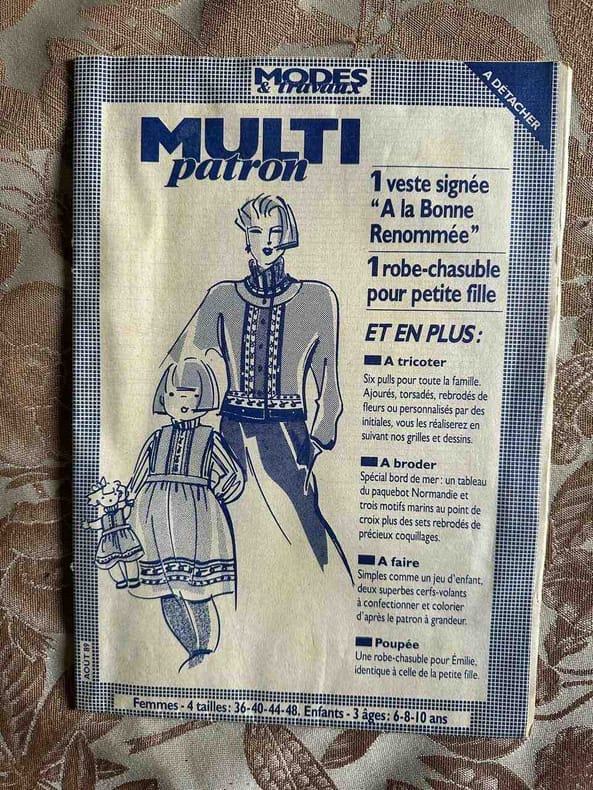 MODES
& travaux
A DETACHER
MULTI
patron
1 veste signée
"A la Bonne
Renommée"
1 robe-chasuble
pour petite fille
ET EN PLUS :
A tricoter
Six pulls pour toute la famille.
Ajourés, torsadés, rebrodés de
fleurs ou personnalisés par des
initiales, vous les réaliserez en
suivant nos grilles et dessins.
A broder
Spécial bord de mer : un tableau
du paquebot Normandie et
trois motifs marins au point de
croix plus des sets rebrodés de
précieux coquillages.
A faire
Simples comme un jeu d'enfant,
deux superbes cerfs-volants
à confectionner et colorier
d'après le patron à grandeur.
Poupée
Une robe-chasuble pour Émilie,
identique à celle de la petite fille.
AOUT 89
Femmes - 4 tailles : 36-40-44-48. Enfants - 3 âges : 6-8-10 ans